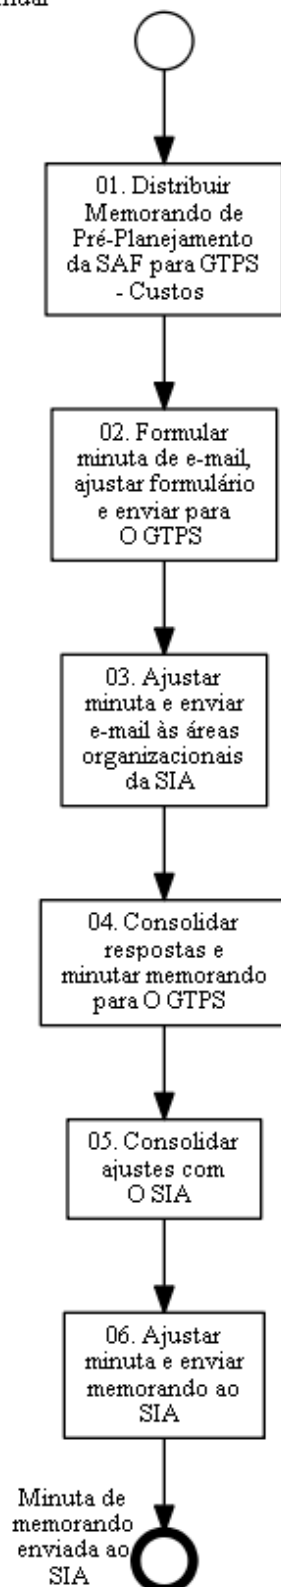 01. Distribuir
Memorando de
Pré-Planejamento
da SAF para GTPS
- Custos
02. Formular
minuta de e-mail,
ajustar formulário
e enviar para
O GTPS
03. Ajustar
minuta e enviar
e-mail às áreas
organizacionais
da SIA
04. Consolidar
respostas e
minutar memorando
para O GTPS
05. Consolidar
ajustes com
O SIA
06. Ajustar
minuta e enviar
memorando ao
SIA
Minuta de
memorando
enviada ao
SIA